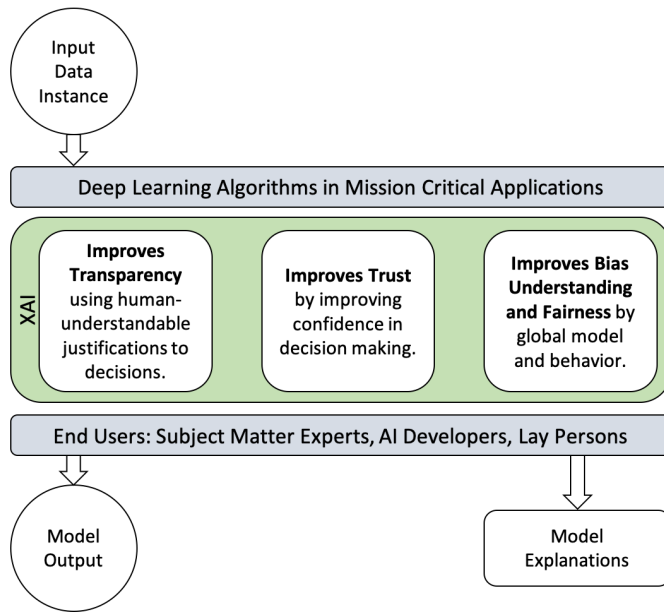 Input
Data
Instance
Deep Learning Algorithms in Mission Critical Applications
XAI
Improves
Transparency
using human-
understandable
justifications to
decisions.
Improves Trust
by improving
confidence in
decision making.
Improves Bias
Understanding
and Fairness by
global model
and behavior.
End Users: Subject Matter Experts, AI Developers, Lay Persons
Model
Output
Model
Explanations